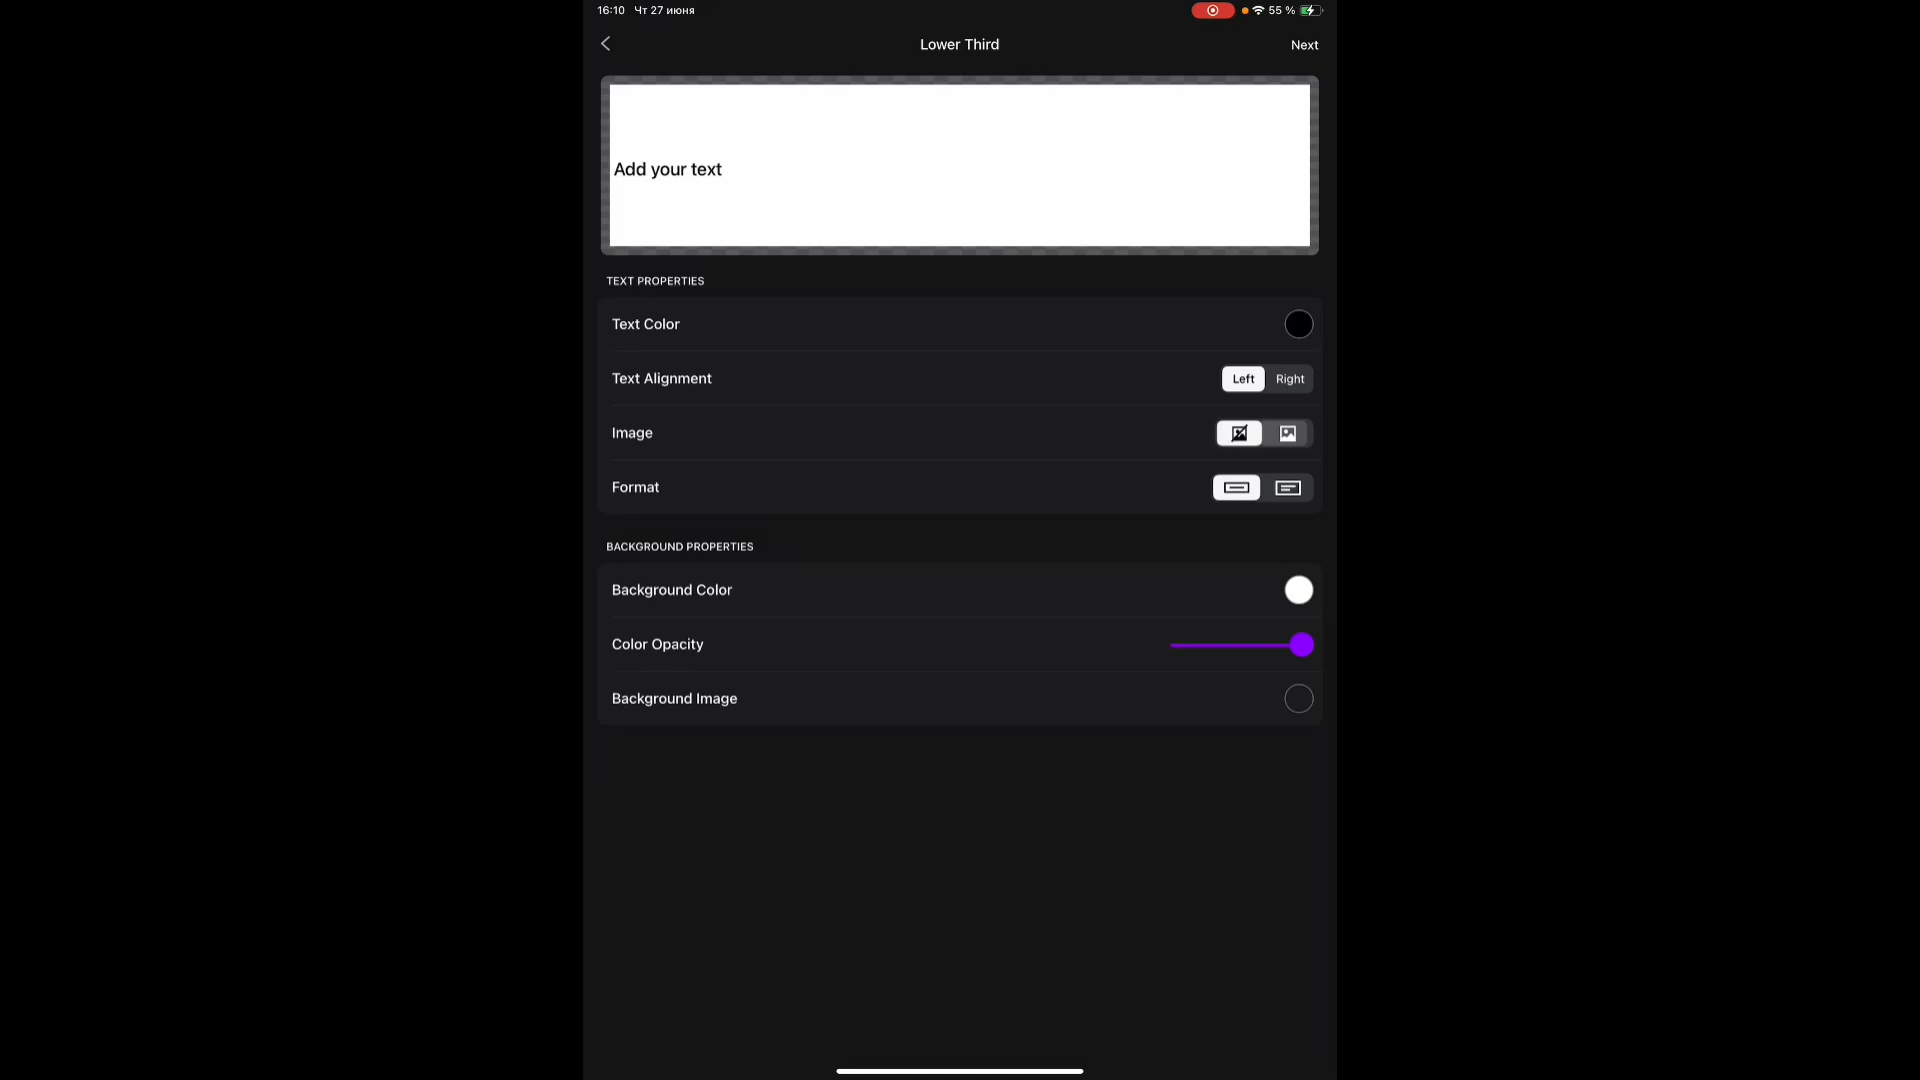 16:10 Чт 27 июня 55 %
Lower Third Next
Add your text
TEXT PROPERTIES
Text Color
Text Alignment Left Right
Image
Format
BACKGROUND PROPERTIES
Background Color
Color Opacity
Background Image